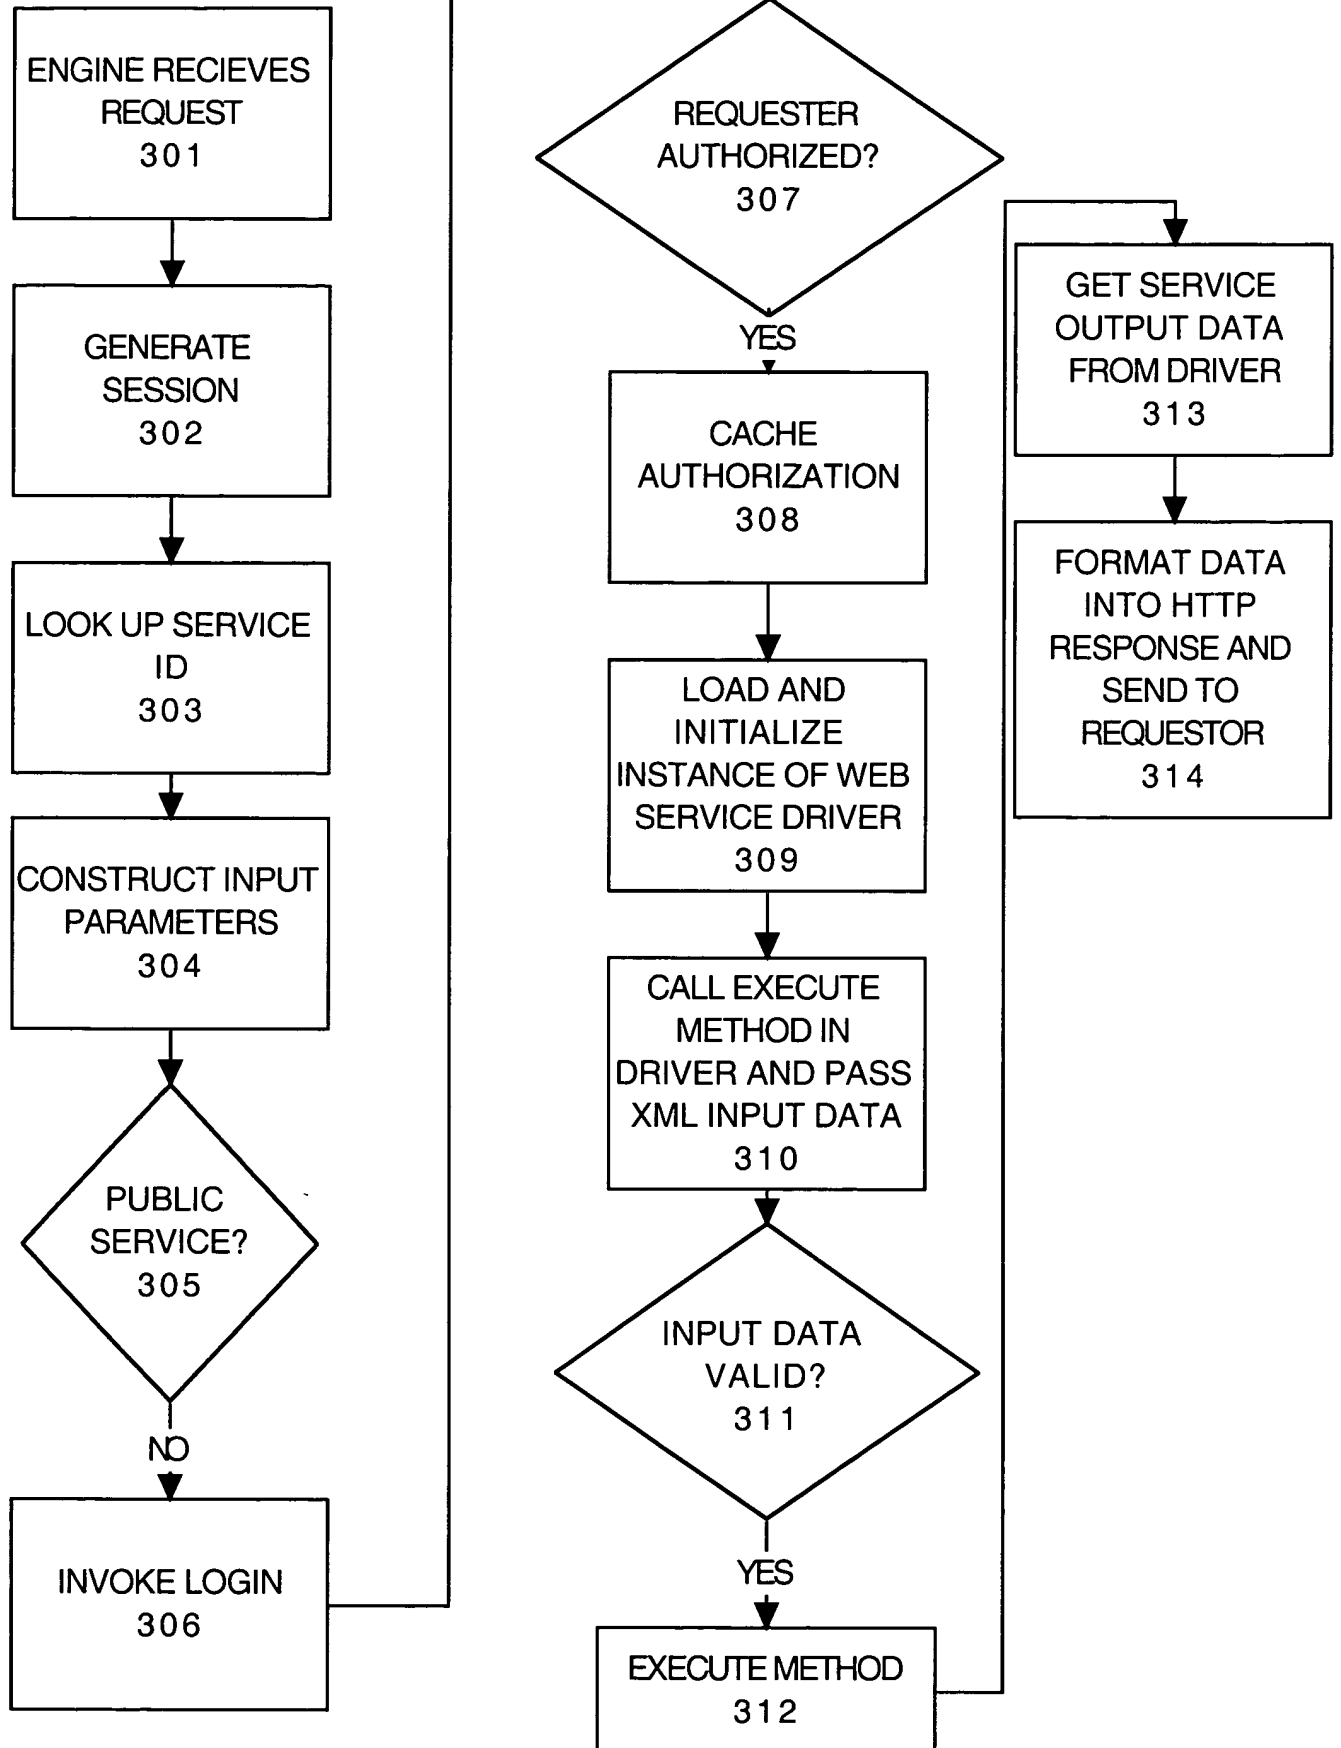 ENGINE RECIEVES
REQUEST
301
GENERATE
SESSION
302
LOOK UP SERVICE
ID
303
CONSTRUCT INPUT
PARAMETERS
304
PUBLIC
SERVICE?
305
NO
INVOKE LOGIN
306
REQUESTER
AUTHORIZED?
307
YES
CACHE
AUTHORIZATION
308
LOAD AND
INITIALIZE
INSTANCE OF WEB
SERVICE DRIVER
309
CALL EXECUTE
METHOD IN
DRIVER AND PASS
XML INPUT DATA
310
INPUT DATA
VALID?
311
YES
EXECUTE METHOD
312
GET SERVICE
OUTPUT DATA
FROM DRIVER
313
FORMAT DATA
INTO HTTP
RESPONSE AND
SEND TO
REQUESTOR
314